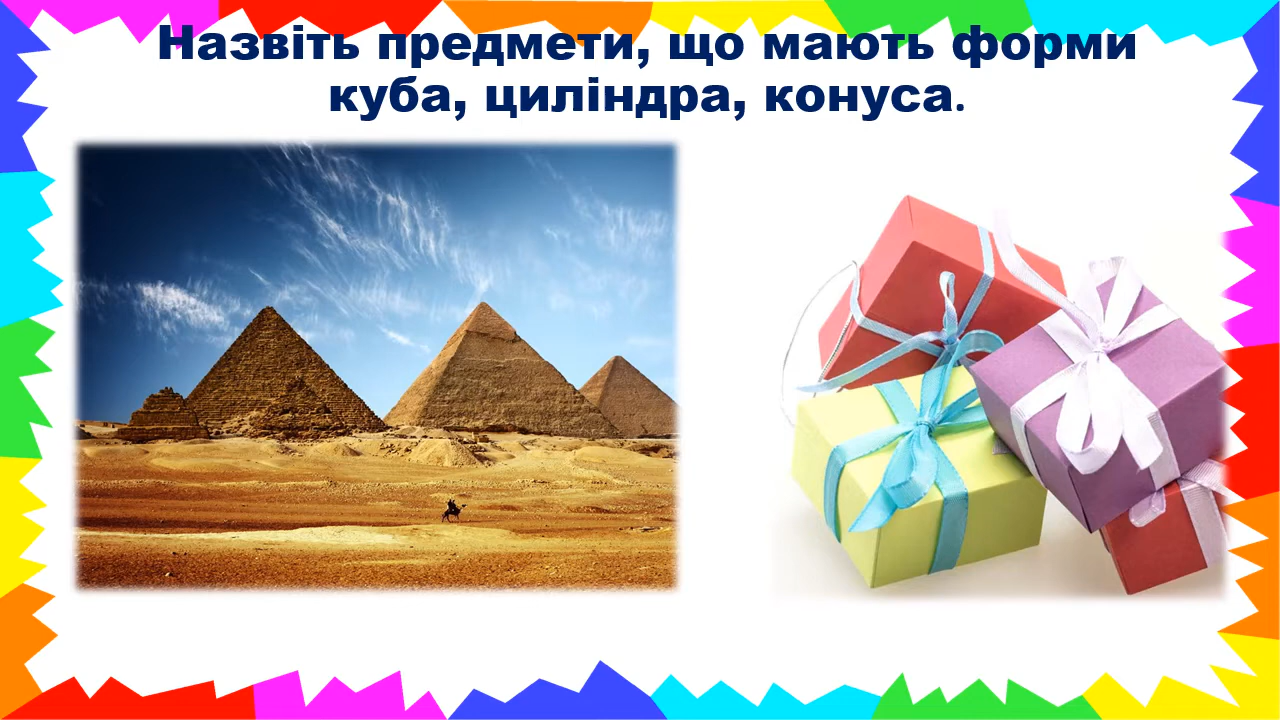 Назвіть предмети, що мають форми
куба, циліндра, конуса.